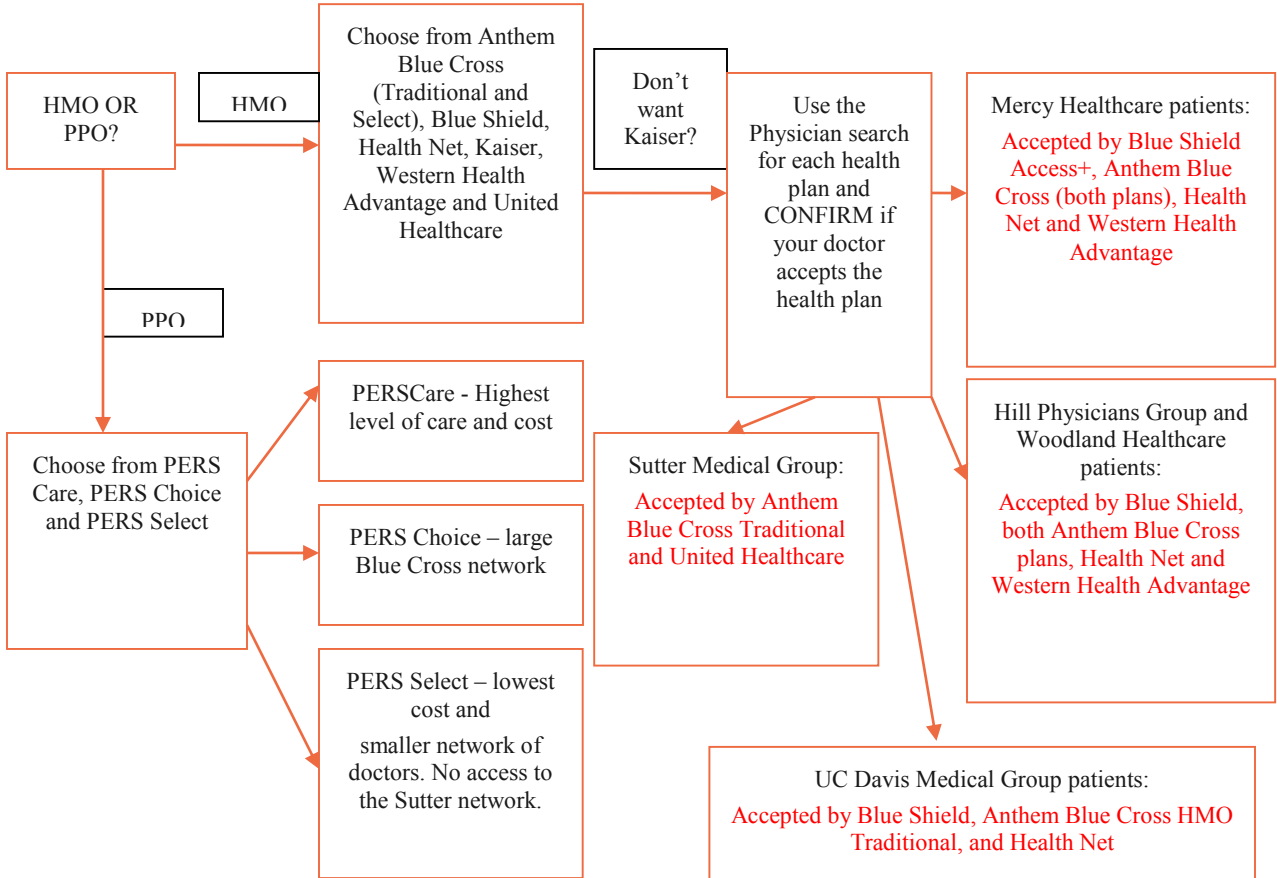 HMO OR
PPO?
HMO
Choose from Anthem
Blue Cross
(Traditional and
Select), Blue Shield,
Health Net, Kaiser,
Western Health
Advantage and United
Healthcare
Don’t
want
Kaiser?
Use the
Physician search
for each health
plan and
CONFIRM if
your doctor
accepts the
health plan
Mercy Healthcare patients:
Accepted by Blue Shield
Access+, Anthem Blue
Cross (both plans), Health
Net and Western Health
Advantage
PPO
Choose from PERS
Care, PERS Choice
and PERS Select
PERSCare - Highest
level of care and cost
PERS Choice – large
Blue Cross network
PERS Select – lowest
cost and
smaller network of
doctors. No access to
the Sutter network.
Sutter Medical Group:
Accepted by Anthem
Blue Cross Traditional
and United Healthcare
Hill Physicians Group and
Woodland Healthcare
patients:
Accepted by Blue Shield,
both Anthem Blue Cross
plans, Health Net and
Western Health Advantage
UC Davis Medical Group patients:
Accepted by Blue Shield, Anthem Blue Cross HMO
Traditional, and Health Net